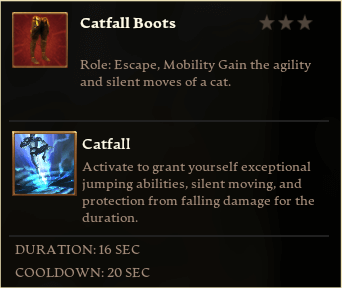 Catfall Boots
Role: Escape, Mobility Gain the agility
and silent moves of a cat.
Catfall
Activate to grant yourself exceptional
jumping abilities, silent moving, and
protection from falling damage for the
duration.
DURATION: 16 SEC
COOLDOWN: 20 SEC